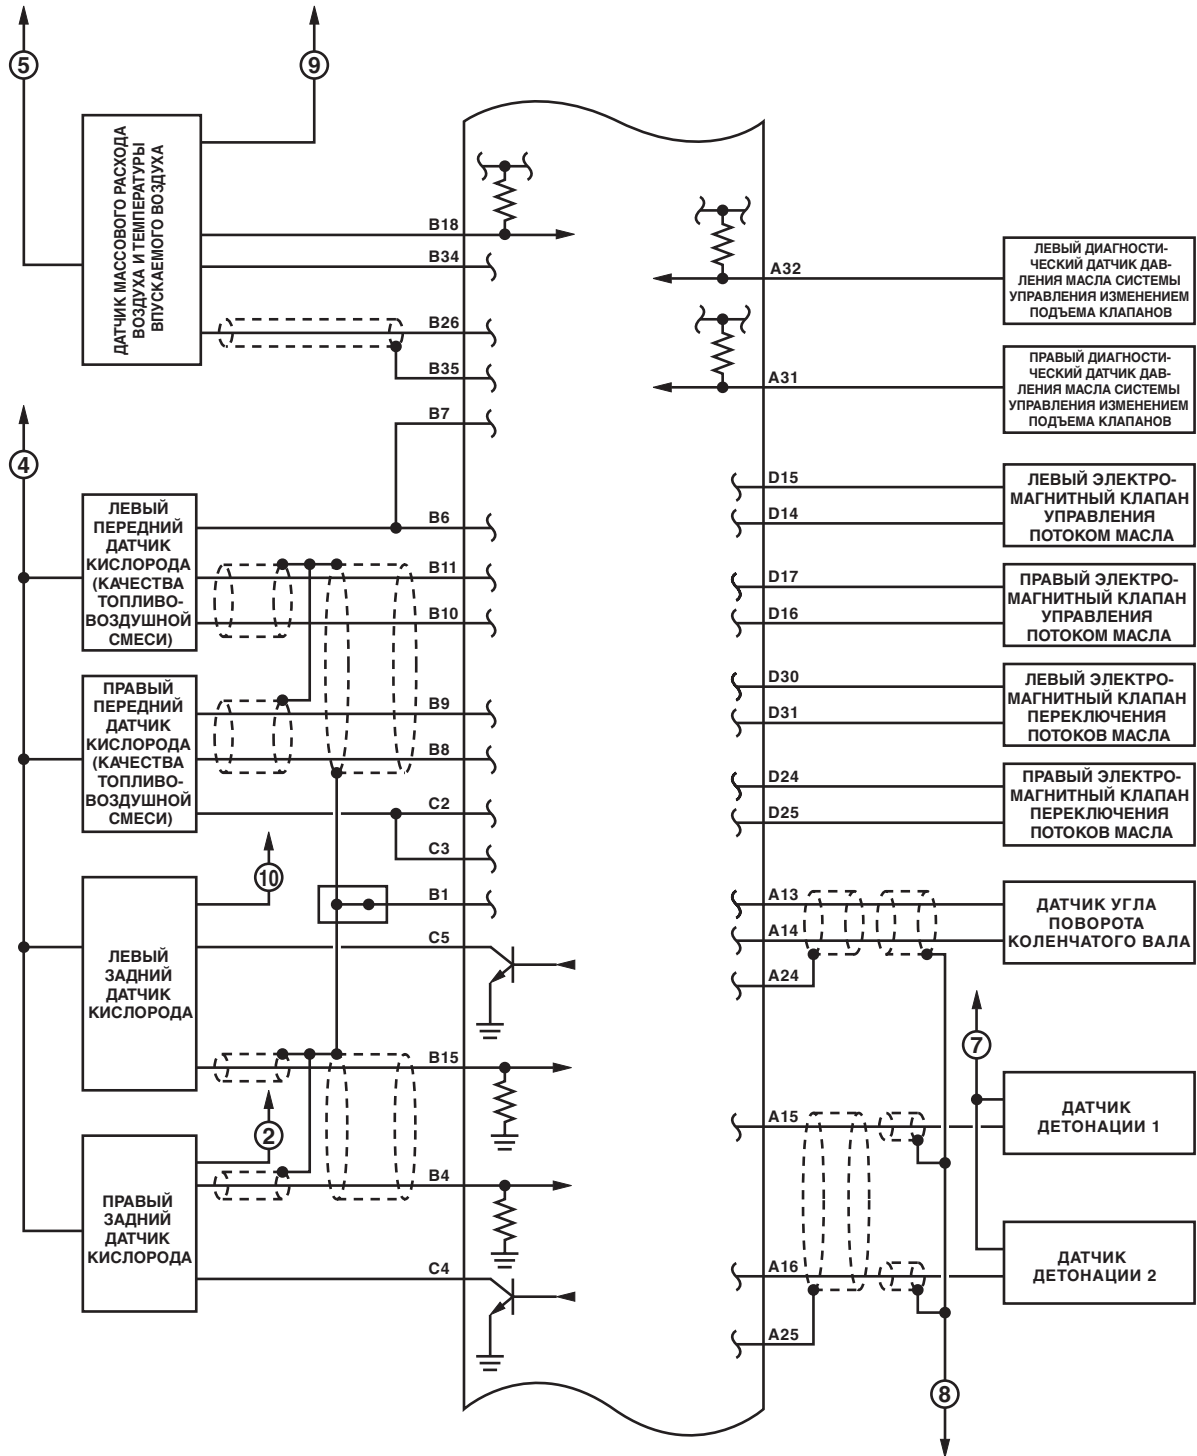 5
9
ДАТЧИК МАССОВОГО РАСХОДА
ВОЗДУХА И ТЕМПЕРАТУРЫ
ВПУСКАЕМОГО ВОЗДУХА
B18
B34
B26
B35
B7
4
ЛЕВЫЙ
ПЕРЕДНИЙ
ДАТЧИК
КИСЛОРОДА
(КАЧЕСТВА
ТОПЛИВО-
ВОЗДУШНОЙ
СМЕСИ)
B6
B11
B10
ПРАВЫЙ
ПЕРЕДНИЙ
ДАТЧИК
КИСЛОРОДА
(КАЧЕСТВА
ТОПЛИВО-
ВОЗДУШНОЙ
СМЕСИ)
B9
B8
C2
C3
10
B1
C5
ЛЕВЫЙ
ЗАДНИЙ
ДАТЧИК
КИСЛОРОДА
B15
2
B4
ПРАВЫЙ
ЗАДНИЙ
ДАТЧИК
КИСЛОРОДА
C4
A32
ЛЕВЫЙ ДИАГНОСТИ-
ЧЕСКИЙ ДАТЧИК ДАВ-
ЛЕНИЯ МАСЛА СИСТЕМЫ
УПРАВЛЕНИЯ ИЗМЕНЕНИЕМ
ПОДЪЕМА КЛАПАНОВ
A31
ПРАВЫЙ ДИАГНОСТИ-
ЧЕСКИЙ ДАТЧИК ДАВ-
ЛЕНИЯ МАСЛА СИСТЕМЫ
УПРАВЛЕНИЯ ИЗМЕНЕНИЕМ
ПОДЪЕМА КЛАПАНОВ
D15
D14
ЛЕВЫЙ ЭЛЕКТРО-
МАГНИТНЫЙ КЛАПАН
УПРАВЛЕНИЯ
ПОТОКОМ МАСЛА
D17
D16
ПРАВЫЙ ЭЛЕКТРО-
МАГНИТНЫЙ КЛАПАН
УПРАВЛЕНИЯ
ПОТОКОМ МАСЛА
D30
D31
ЛЕВЫЙ ЭЛЕКТРО-
МАГНИТНЫЙ КЛАПАН
ПЕРЕКЛЮЧЕНИЯ
ПОТОКОВ МАСЛА
D24
D25
ПРАВЫЙ ЭЛЕКТРО-
МАГНИТНЫЙ КЛАПАН
ПЕРЕКЛЮЧЕНИЯ
ПОТОКОВ МАСЛА
A13
A14
A24
ДАТЧИК УГЛА
ПОВОРОТА
КОЛЕНЧАТОГО ВАЛА
7
A15
ДАТЧИК
ДЕТОНАЦИИ 1
A16
ДАТЧИК
ДЕТОНАЦИИ 2
A25
8